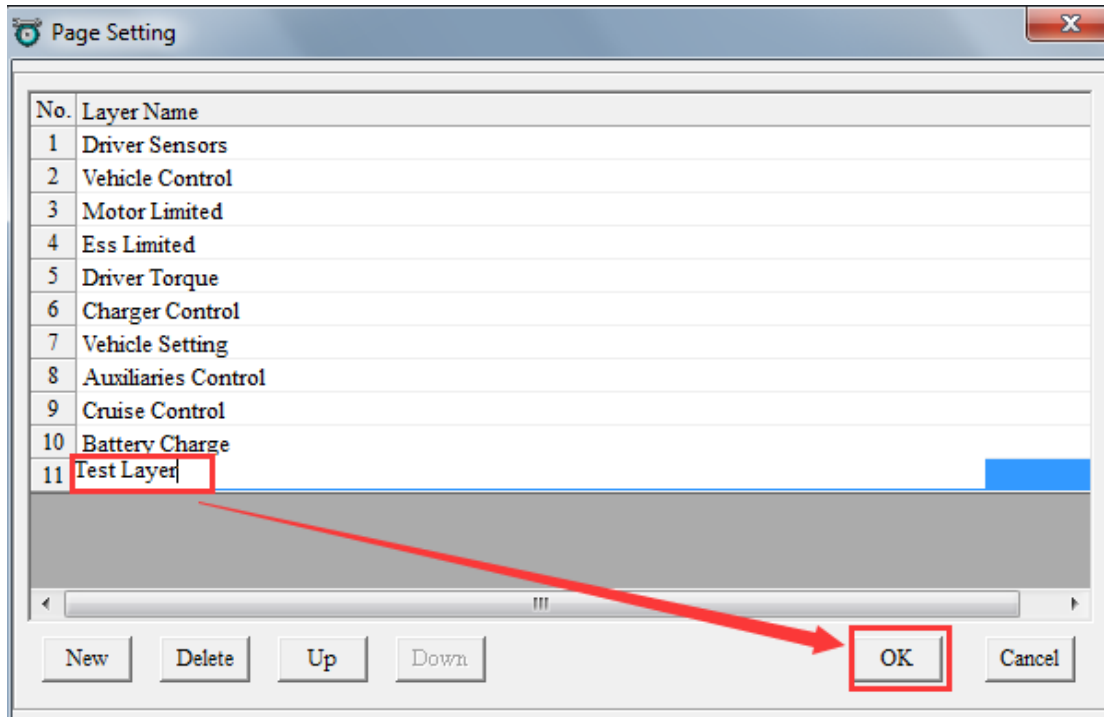 Page Setting
No. Layer Name
1 Driver Sensors
2 Vehicle Control
3 Motor Limited
4 Ess Limited
5 Driver Torque
6 Charger Control
7 Vehicle Setting
8 Auxiliaries Control
9 Cruise Control
10 Battery Charge
11 Test Layer
New Delete Up Down OK Cancel